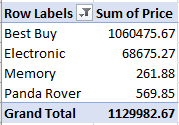 Row Labels Sum of Price
Best Buy 1060475.67
Electronic 68675.27
Memory 261.88
Panda Rover 569.85
Grand Total 1129982.67